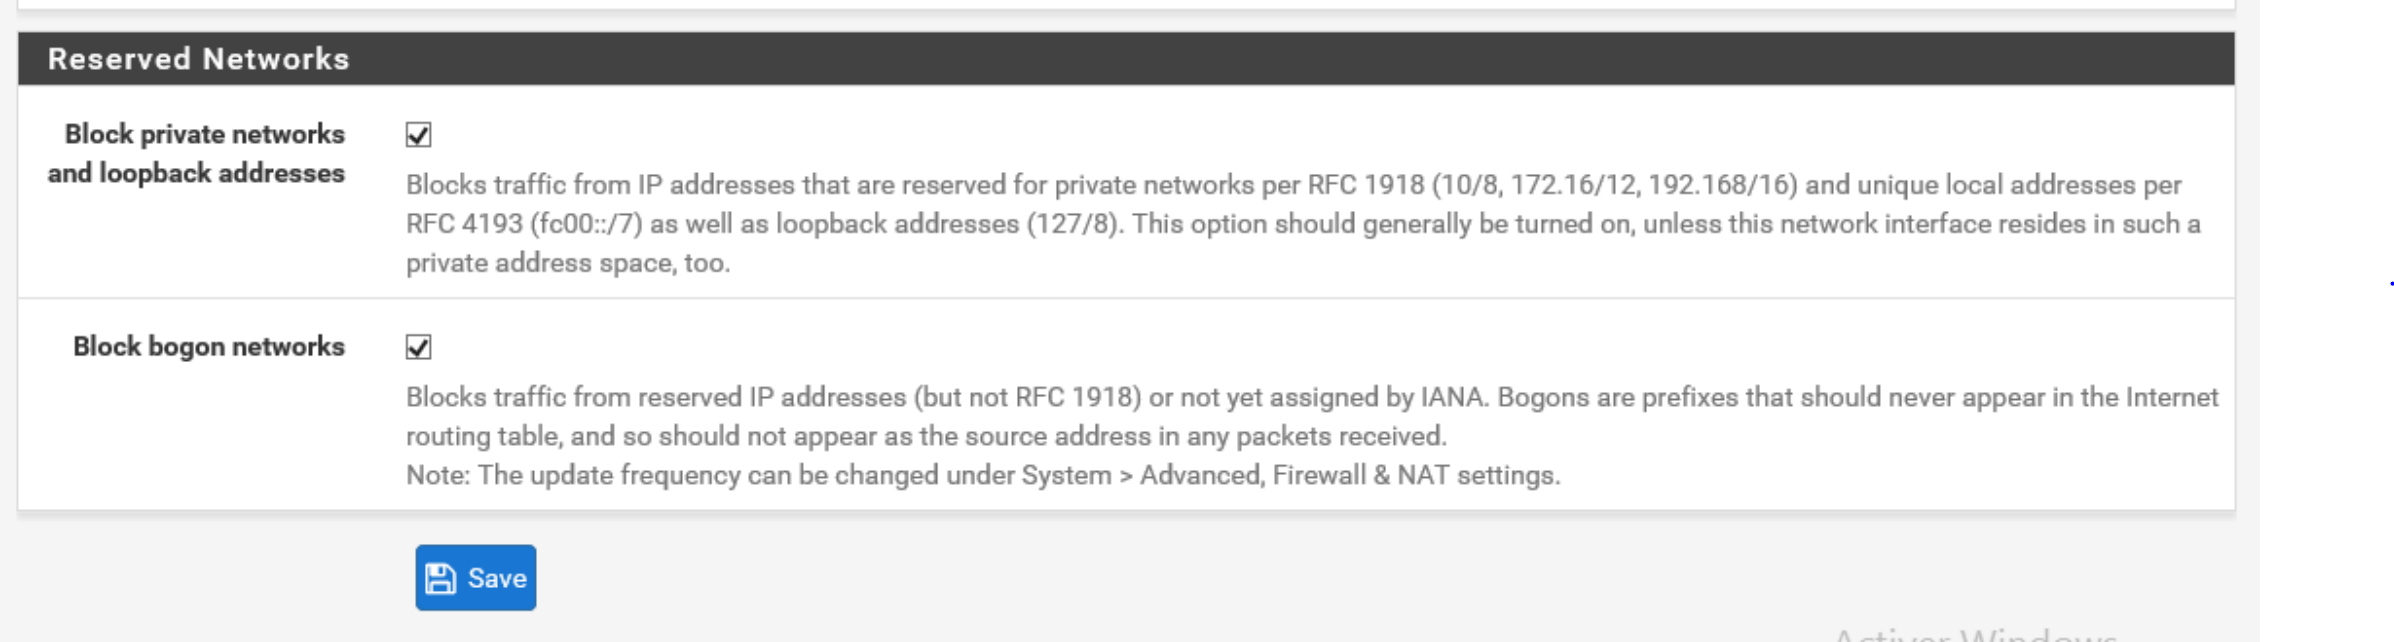 Reserved Networks
Block private networks
and loopback addresses
Blocks traffic from IP addresses that are reserved for private networks per RFC 1918 (10/8, 172.16/12, 192.168/16) and unique local addresses per
RFC 4193 (fc00::/7) as well as loopback addresses (127/8). This option should generally be turned on, unless this network interface resides in such a
private address space, too.
Block bogon networks
Blocks traffic from reserved IP addresses (but not RFC 1918) or not yet assigned by IANA. Bogons are prefixes that should never appear in the Internet
routing table, and so should not appear as the source address in any packets received.
Note: The update frequency can be changed under System > Advanced, Firewall & NAT settings.
Save
Activer Windows